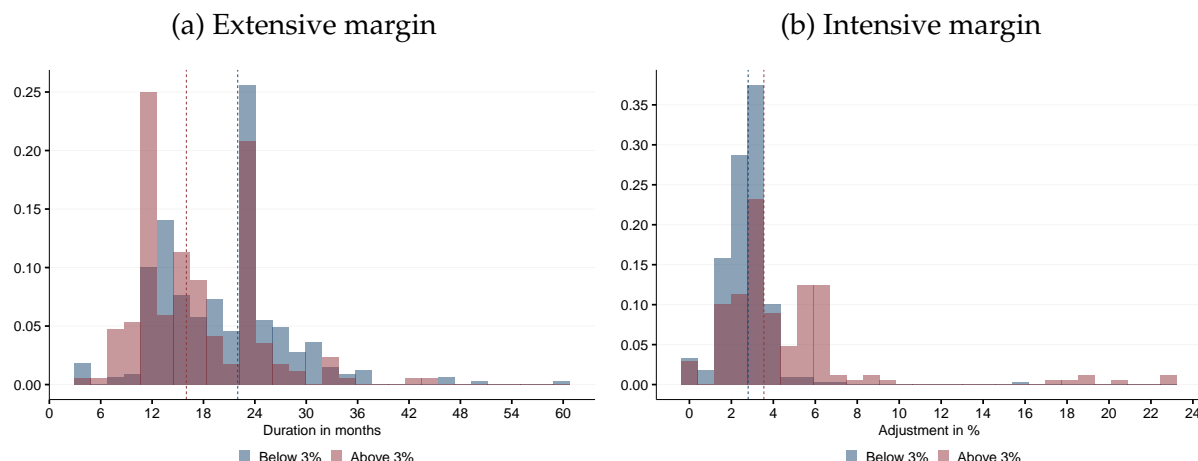 (a) Extensive margin
0.25
0.20
0.15
0.10
0.05
0.00
0 6 12 18 24 30 36 42 48 54 60
Duration in months
Below 3% Above 3%
(b) Intensive margin
0.35
0.30
0.25
0.20
0.15
0.10
0.05
0.00
0 2 4 6 8 10 12 14 16 18 20 22 24
Adjustment in %
Below 3% Above 3%